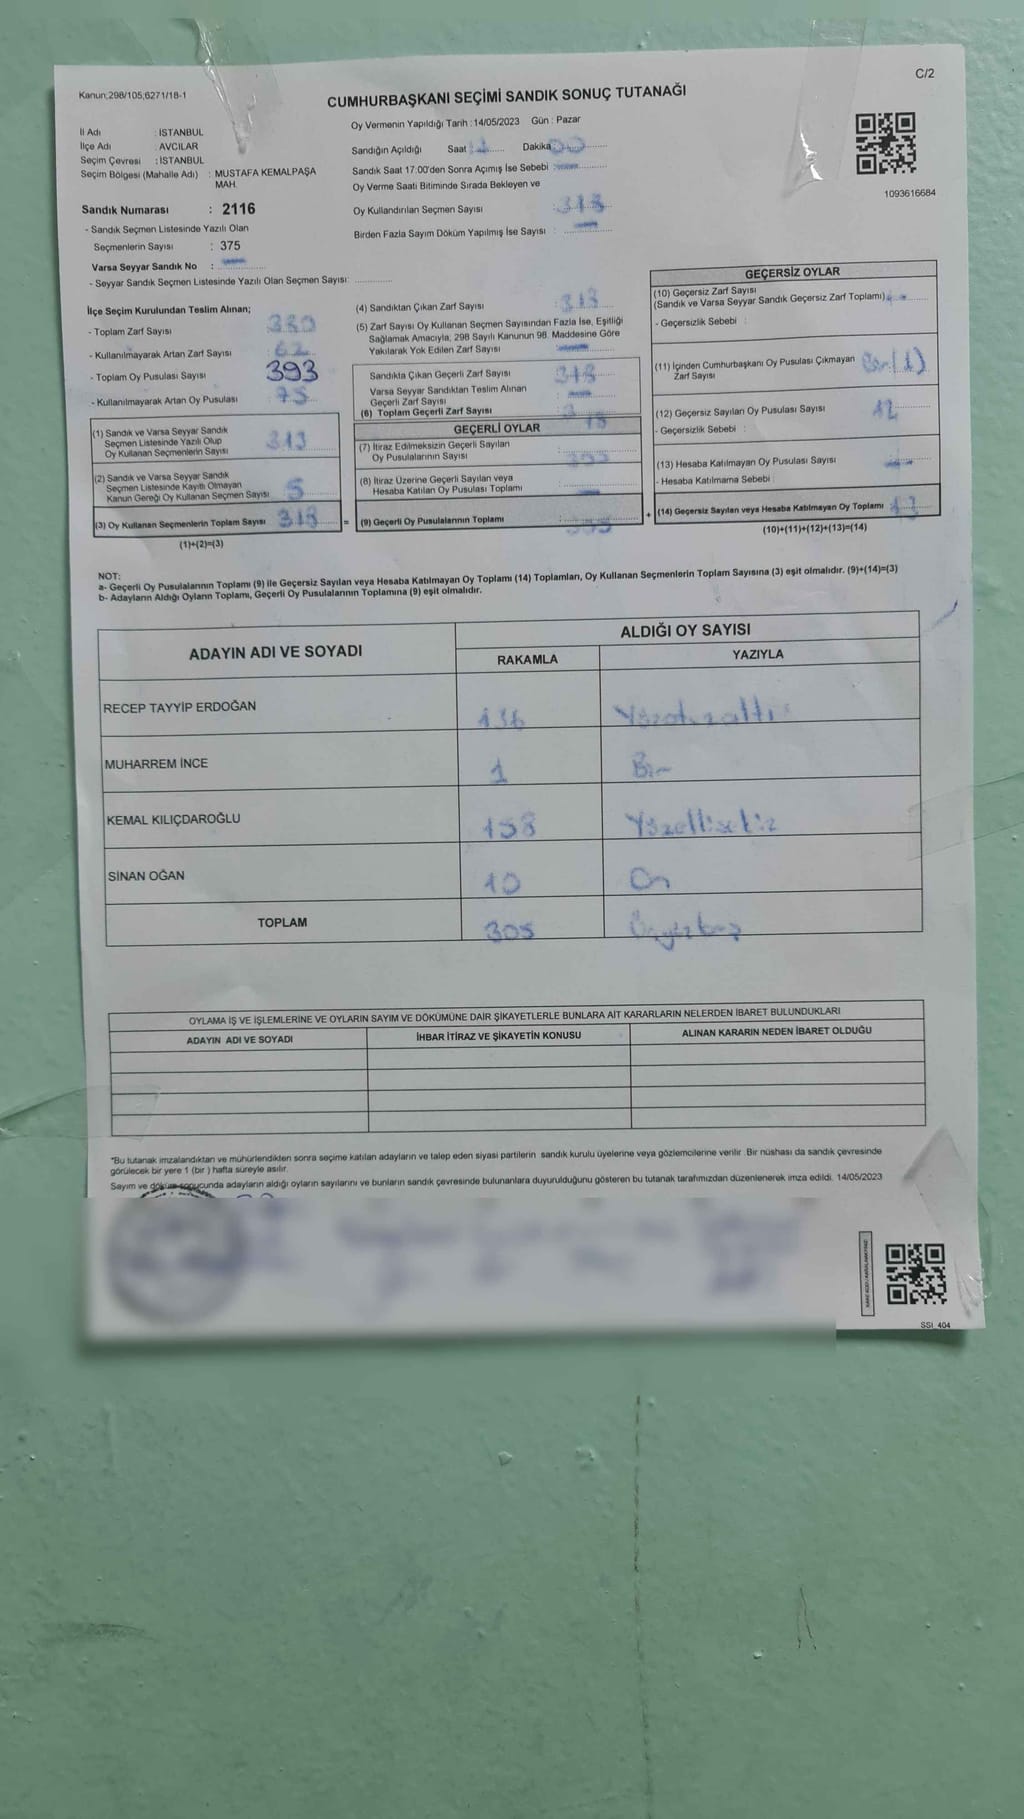 C/2
Kanun:298/105;6271/18-1
CUMHURBAŞKANI SEÇİMİ SANDIK SONUÇ TUTANAĞI
İl Adı : İSTANBUL
İlçe Adı : AVCILAR
Seçim Çevresi : İSTANBUL
Seçim Bölgesi (Mahalle Adı) : MUSTAFA KEMALPAŞA
MAH.
Sandık Numarası : 2116
- Sandık Seçmen Listesinde Yazılı Olan
Seçmenlerin Sayısı : 375
Varsa Seyyar Sandık No :
- Seyyar Sandık Seçmen Listesinde Yazılı Olan Seçmen Sayısı:
Oy Vermenin Yapıldığı Tarih :14/05/2023 Gün : Pazar
Sandığın Açıldığı Saat Dakika 00
Sandık Saat 17:00'den Sonra Açımış İse Sebebi :
Oy Verme Saati Bitiminde Sırada Bekleyen ve
Oy Kullandırılan Seçmen Sayısı : 318
Birden Fazla Sayım Döküm Yapılmış İse Sayısı :
1093616684
İlçe Seçim Kurulundan Teslim Alınan;
- Toplam Zarf Sayısı 380
- Kullanılmayarak Artan Zarf Sayısı : 62
- Toplam Oy Pusulası Sayısı 393
- Kullanılmayarak Artan Oy Pusulası : 75
(1) Sandık ve Varsa Seyyar Sandık
Seçmen Listesinde Yazılı Olup
Oy Kullanan Seçmenlerin Sayısı 313
(2) Sandık ve Varsa Seyyar Sandık
Seçmen Listesinde Kayıtlı Olmayan
Kanun Gereği Oy Kullanan Seçmen Sayısı 5
(3) Oy Kullanan Seçmenlerin Toplam Sayısı 318 =
(1)+(2)=(3)
(4) Sandıktan Çıkan Zarf Sayısı : 318
(5) Zarf Sayısı Oy Kullanan Seçmen Sayısından Fazla İse, Eşitliği
Sağlamak Amacıyla, 298 Sayılı Kanunun 98. Maddesine Göre
Yakılarak Yok Edilen Zarf Sayısı
Sandıkta Çıkan Geçerli Zarf Sayısı 318
Varsa Seyyar Sandıktan Teslim Alınan
Geçerli Zarf Sayısı
(6) Toplam Geçerli Zarf Sayısı 318
GEÇERLİ OYLAR
(7) İtiraz Edilmeksizin Geçerli Sayılan
Oy Pusulalarının Sayısı
(8) İtiraz Üzerine Geçerli Sayılan veya
Hesaba Katılan Oy Pusulası Toplamı
(9) Geçerli Oy Pusulalarının Toplamı : +
GEÇERSİZ OYLAR
(10) Geçersiz Zarf Sayısı
(Sandık ve Varsa Seyyar Sandık Geçersiz Zarf Toplamı)
- Geçersizlik Sebebi :
(11) İçinden Cumhurbaşkanı Oy Pusulası Çıkmayan
Zarf Sayısı (1)
(12) Geçersiz Sayılan Oy Pusulası Sayısı 12
- Geçersizlik Sebebi :
(13) Hesaba Katılmayan Oy Pusulası Sayısı
- Hesaba Katılmama Sebebi :
(14) Geçersiz Sayılan veya Hesaba Katılmayan Oy Toplamı 13
(10)+(11)+(12)+(13)=(14)
NOT:
a- Geçerli Oy Pusulalarının Toplamı (9) ile Geçersiz Sayılan veya Hesaba Katılmayan Oy Toplamı (14) Toplamları, Oy Kullanan Seçmenlerin Toplam Sayısına (3) eşit olmalıdır. (9)+(14)=(3)
b- Adayların Aldığı Oyların Toplamı, Geçerli Oy Pusulalarının Toplamına (9) eşit olmalıdır.
ADAYIN ADI VE SOYADI
ALDIĞI OY SAYISI
RAKAMLA YAZIYLA
RECEP TAYYİP ERDOĞAN 136 Yüzotuzaltı
MUHARREM İNCE 1 Bir
KEMAL KILIÇDAROĞLU 158 Yüzellisekiz
SİNAN OĞAN 10 On
TOPLAM 305 Üçyüzbeş
OYLAMA İŞ VE İŞLEMLERİNE VE OYLARIN SAYIM VE DÖKÜMÜNE DAİR ŞİKAYETLERLE BUNLARA AİT KARARLARIN NELERDEN İBARET BULUNDUKLARI
ADAYIN ADI VE SOYADI İHBAR İTİRAZ VE ŞİKAYETİN KONUSU ALINAN KARARIN NEDEN İBARET OLDUĞU
*Bu tutanak imzalandıktan ve mühürlendikten sonra seçime katılan adayların ve talep eden siyasi partilerin sandık kurulu üyelerine veya gözlemcilerine verilir. Bir nüshası da sandık çevresinde
görülecek bir yere 1 (bir ) hafta süreyle asılır.
Sayım ve döküm sonucunda adayların aldığı oyların sayılarını ve bunların sandık çevresinde bulunanlara duyurulduğunu gösteren bu tutanak tarafımızdan düzenlenerek imza edildi. 14/05/2023
SSI_404